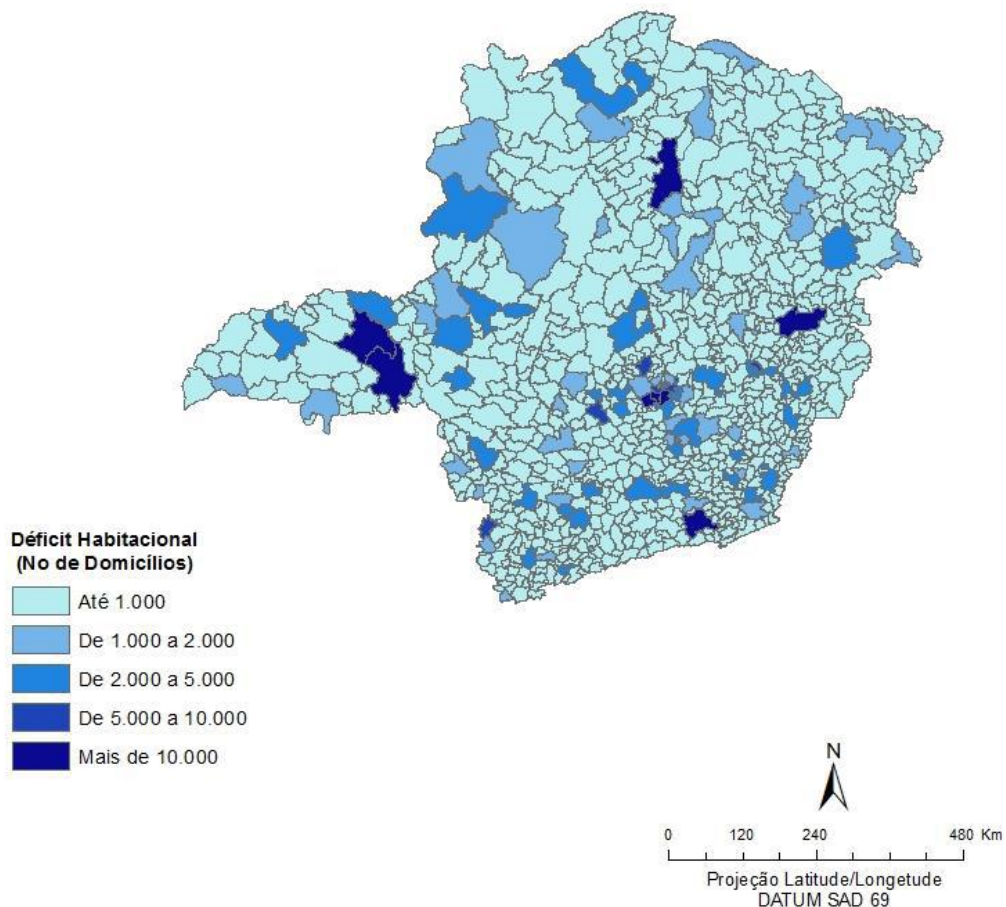 Déficit Habitacional
(No de Domicílios)
Até 1.000
De 1.000 a 2.000
De 2.000 a 5.000
De 5.000 a 10.000
Mais de 10.000
N
0 120 240 480 Km
Projeção Latitude/Longetude
DATUM SAD 69